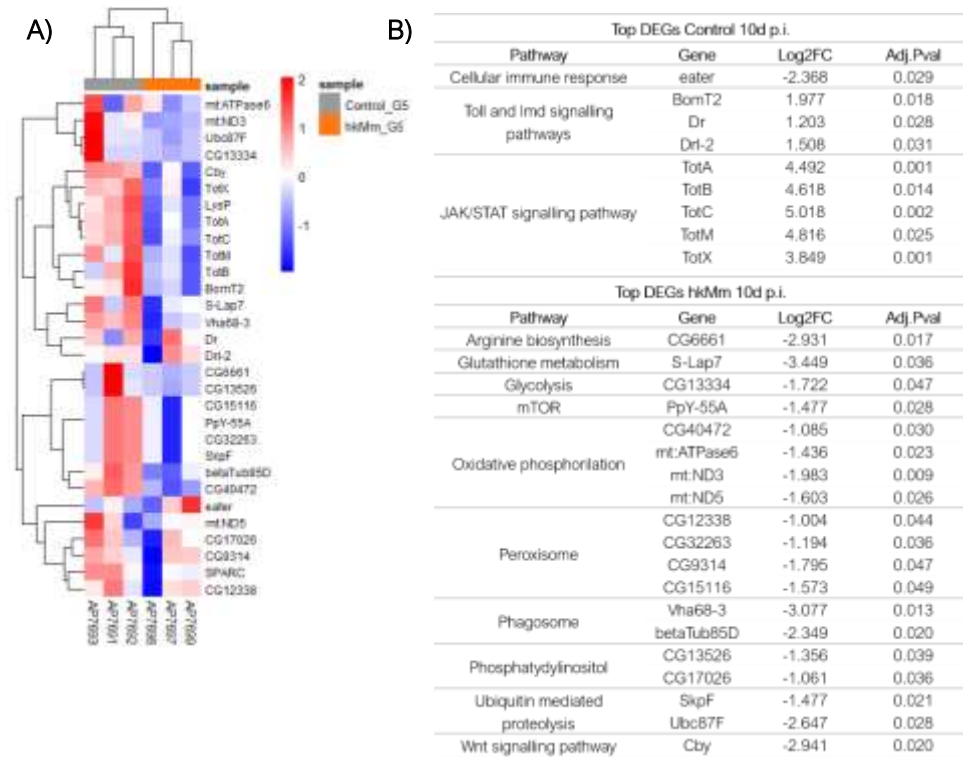 A)
sample
mt:ATPase6
mt:ND3
Ubc87F
CG13334
Cby
TotX
LysP
TotA
TotC
TotM
TotB
BomT2
S-Lap7
Vha68-3
Dr
Drl-2
CG6661
CG13526
CG15116
PpY-55A
CG32263
SkpF
betaTub85D
CG40472
eater
mt:ND5
CG17026
CG9314
SPARC
CG12338
AP7693
AP7691
AP7692
AP7698
AP7697
AP7699
2
1
0
-1
sample
Control_G5
hkMm_G5
B)
Top DEGs Control 10d p.i.
Pathway Gene Log2FC Adj.Pval
Cellular immune response eater -2.368 0.029
Toll and Imd signalling pathways BomT2 1.977 0.018
Dr 1.203 0.028
Drl-2 1.508 0.031
JAK/STAT signalling pathway TotA 4.492 0.001
TotB 4.618 0.014
TotC 5.018 0.002
TotM 4.816 0.025
TotX 3.849 0.001
Top DEGs hkMm 10d p.i.
Pathway Gene Log2FC Adj.Pval
Arginine biosynthesis CG6661 -2.931 0.017
Glutathione metabolism S-Lap7 -3.449 0.036
Glycolysis CG13334 -1.722 0.047
mTOR PpY-55A -1.477 0.028
Oxidative phosphorilation CG40472 -1.085 0.030
mt:ATPase6 -1.436 0.023
mt:ND3 -1.983 0.009
mt:ND5 -1.603 0.026
Peroxisome CG12338 -1.004 0.044
CG32263 -1.194 0.036
CG9314 -1.795 0.047
CG15116 -1.573 0.049
Phagosome Vha68-3 -3.077 0.013
betaTub85D -2.349 0.020
Phosphatydylinositol CG13526 -1.356 0.039
CG17026 -1.061 0.036
Ubiquitin mediated proteolysis SkpF -1.477 0.021
Ubc87F -2.647 0.028
Wnt signalling pathway Cby -2.941 0.020